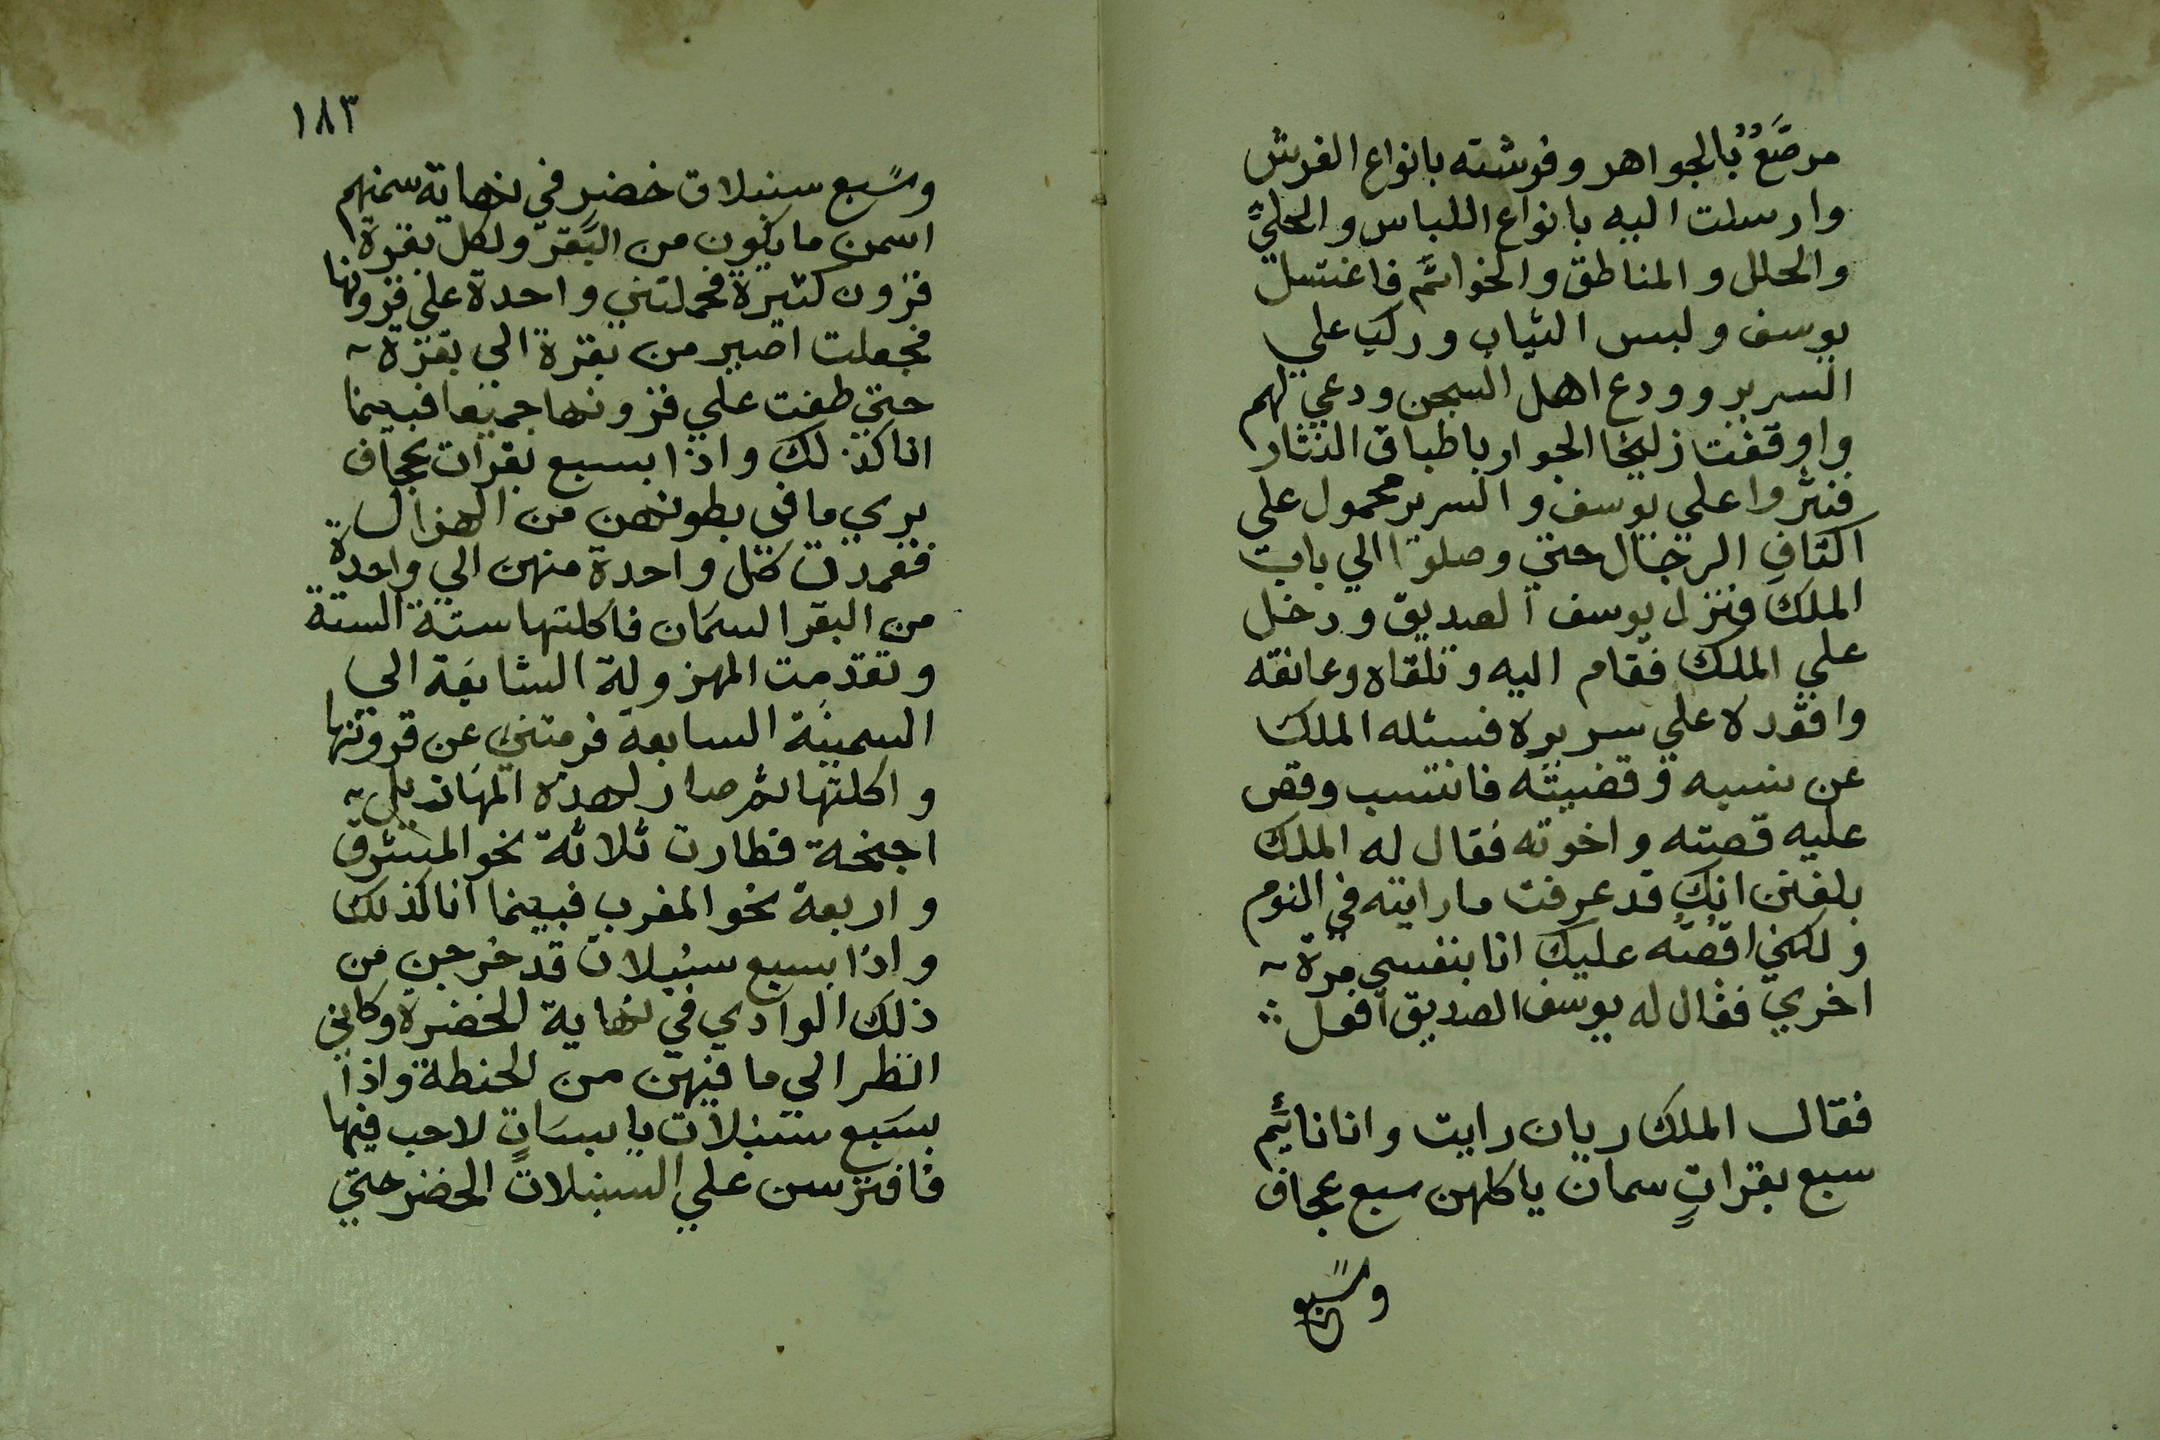 مرصَّعٌ بالجواهر وفرشته بانواع الفرش
وارسلت اليه بانواع اللباس والحليّ
والحلل والمناطق والخواتم فاغتسل
يوسف ولبس الثياب وركب علي
السرير وودع اهل السجن ودعي لهم
واوقفت زليخا الجوار باطباق النثار
فنثروا علي يوسف والسرير محمول علي
اكتاف الرجال حتي وصلوا الي باب
الملك فنزل يوسف الصديق ودخل
علي الملك فقام اليه وتلقاه وعانقه
واقعده علي سريره فسئله الملك
عن نسبه وقضيته فانتسب وقص
عليه قصته واخوته فقال له الملك
بلغني انك قد عرفت ما رايته في النوم
ولكني اقصُّه عليك انا بنفسي مرة
اخري فقال له يوسف الصديق افعل
فقال الملك ريان رايت وانا نايم
سبع بقراتٍ سمان ياكلهن سبع عجاف
وسبع
١٨٣
وسبع سنبلات خضر في نهاية سمنهم
اسمن ما يكون من البقر ولكل بقرة
قرون كثيرة فحملتني واحدة علي قرونها
فجعلت اصير من بقرة الي بقرة
حتي طفت علي قرونها جميعا فبينما
انا كذلك واذا بسبع بقرات عجاف
يري ما في بطونهن من الهزال
فعمدت كل واحدة منهن الي واحدة
من البقر السمان فاكلتها ستة الستة
وتقدمت المهزولة السابعة الي
السمينة السابعة فرمتني عن قرونها
واكلتها ثم صار لهذه المهازيل
اجنحة فطارت ثلاثة نحو المشرق
واربعة نحو المغرب فبينما انا كذلك
واذا بسبع سنبلات قد خرجن من
ذلك الوادي في نهاية الخضرة وكاني
انظر الي ما فيهن من الحنطة واذا
بسبع سنبلات يابسات لا حب فيها
فافترسن علي السنبلات الخضر حتي